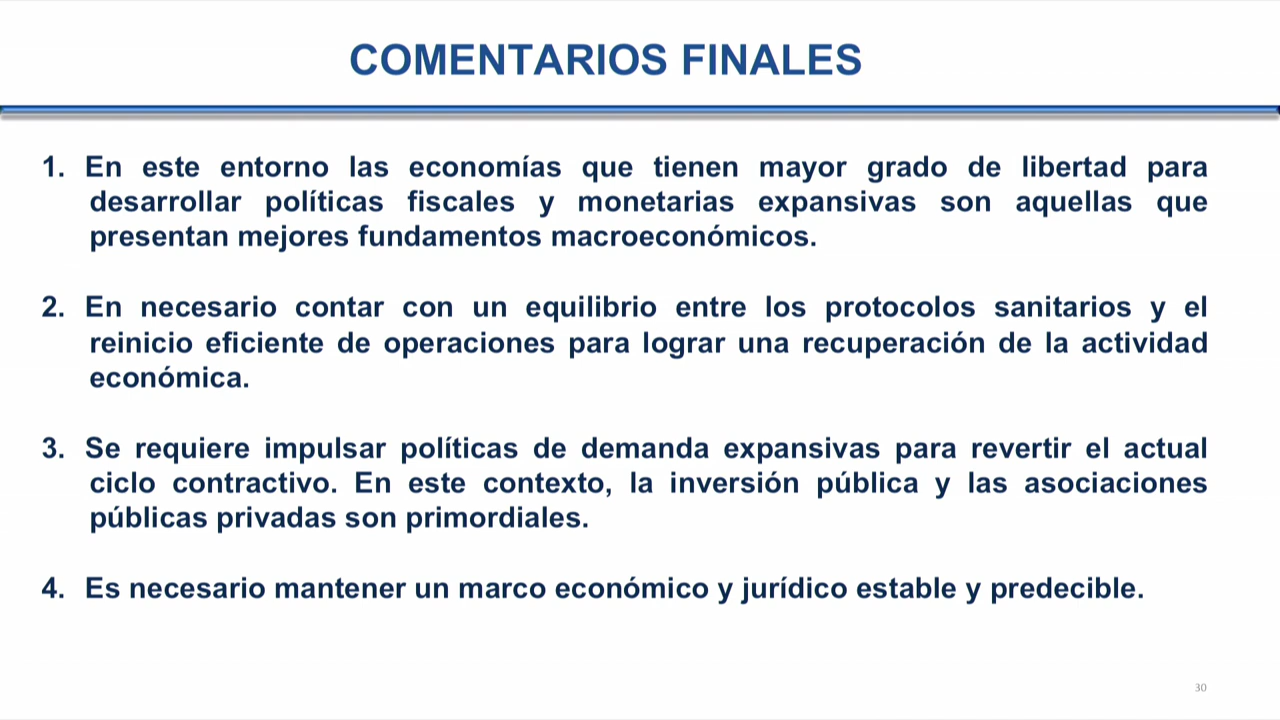 COMENTARIOS FINALES
1. En este entorno las economías que tienen mayor grado de libertad para
desarrollar políticas fiscales y monetarias expansivas son aquellas que
presentan mejores fundamentos macroeconómicos.
2. En necesario contar con un equilibrio entre los protocolos sanitarios y el
reinicio eficiente de operaciones para lograr una recuperación de la actividad
económica.
3. Se requiere impulsar políticas de demanda expansivas para revertir el actual
ciclo contractivo. En este contexto, la inversión pública y las asociaciones
públicas privadas son primordiales.
4. Es necesario mantener un marco económico y jurídico estable y predecible.
30